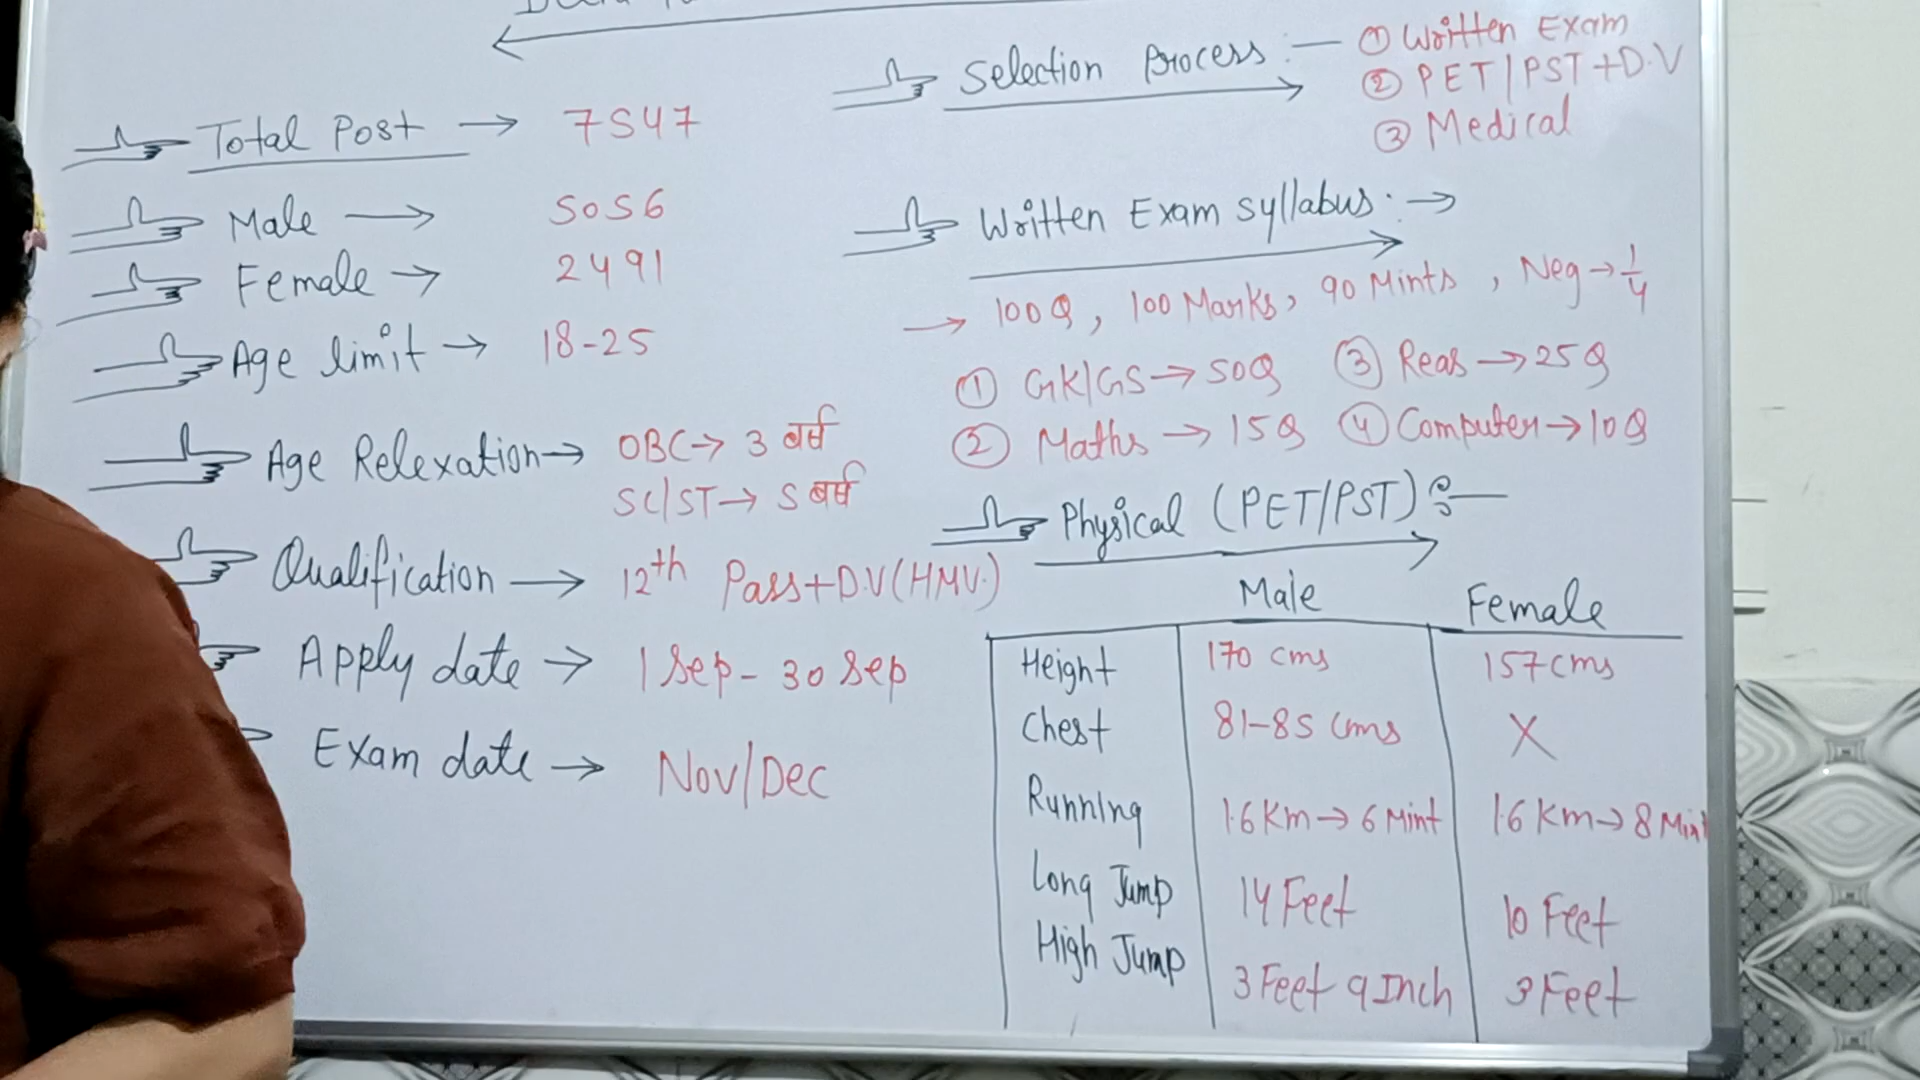 Total Post → 7547
Male → 5056
Female → 2491
Age limit → 18-25
Age Relexation → OBC → 3 वर्ष
SC/ST → 5 वर्ष
Qualification → 12th Pass+D.V(HMV.)
Apply date → 1 Sep - 30 Sep
Exam date → Nov/Dec
Selection Process :— ① Written Exam
② PET/PST+D.V
③ Medical
Written Exam syllabus :→
→ 100Q, 100 Marks, 90 Mints, Neg → 1/4
① GK/GS → 50Q ③ Reas → 25Q
② Maths → 15Q ④ Computer → 10Q
Physical (PET/PST) :—
Male Female
Height 170 cms 157 cms
Chest 81-85 cms X
Running 1.6 Km → 6 Mint 1.6 Km → 8 Mint
Long Jump 14 Feet 10 Feet
High Jump 3 Feet 9 Inch 3 Feet